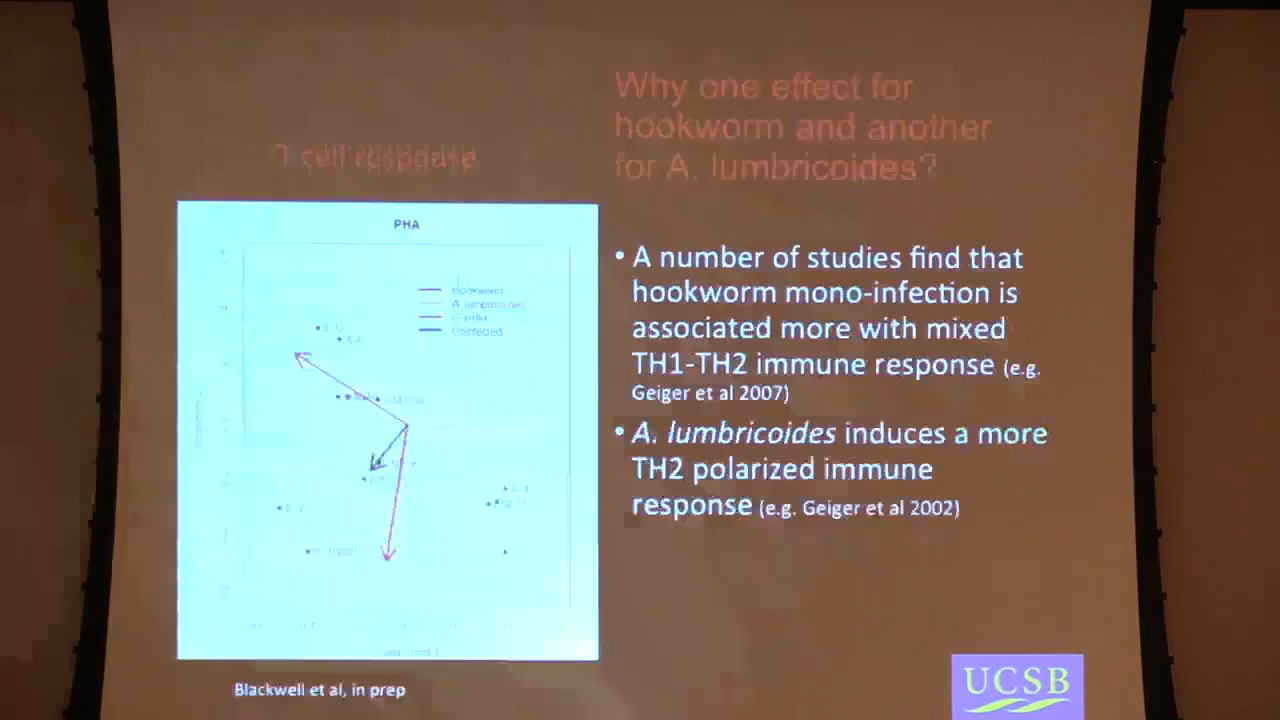 Why one effect for
hookworm and another
for A. lumbricoides?
T cell response
PHA
Hookworm
A. lumbricoides
Uninfected
• A number of studies find that
hookworm mono-infection is
associated more with mixed
TH1-TH2 immune response (e.g.
Geiger et al 2007)
• A. lumbricoides induces a more
TH2 polarized immune
response (e.g. Geiger et al 2002)
Blackwell et al, in prep
UCSB